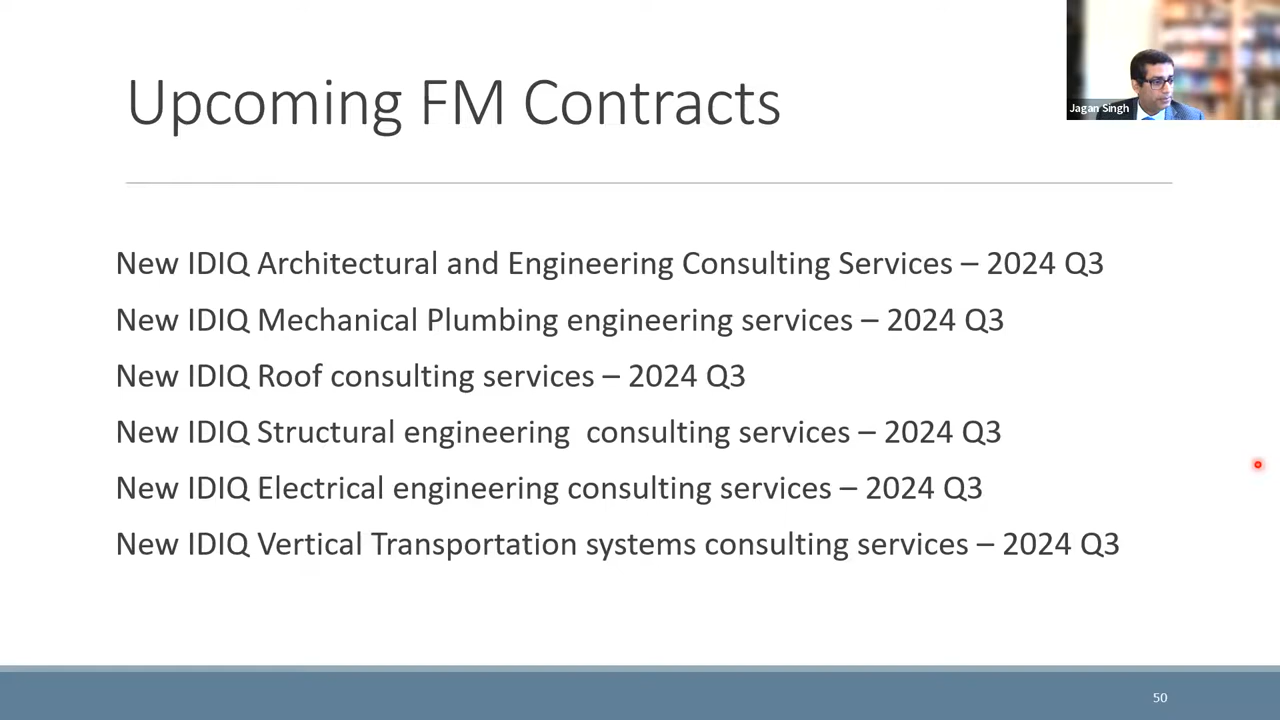 Upcoming FM Contracts
Jagan Singh
New IDIQ Architectural and Engineering Consulting Services – 2024 Q3
New IDIQ Mechanical Plumbing engineering services – 2024 Q3
New IDIQ Roof consulting services – 2024 Q3
New IDIQ Structural engineering  consulting services – 2024 Q3
New IDIQ Electrical engineering consulting services – 2024 Q3
New IDIQ Vertical Transportation systems consulting services – 2024 Q3
50